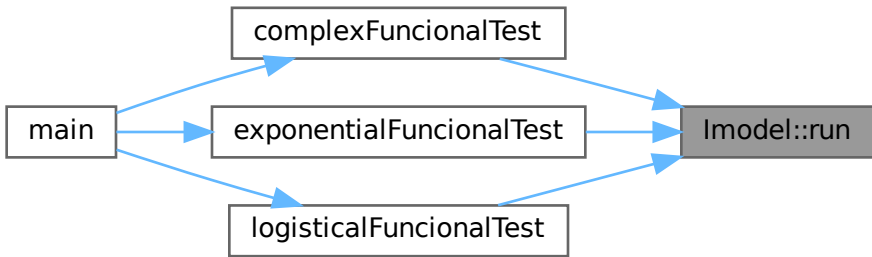 complexFuncionalTest
main
exponentialFuncionalTest
Imodel::run
logisticalFuncionalTest